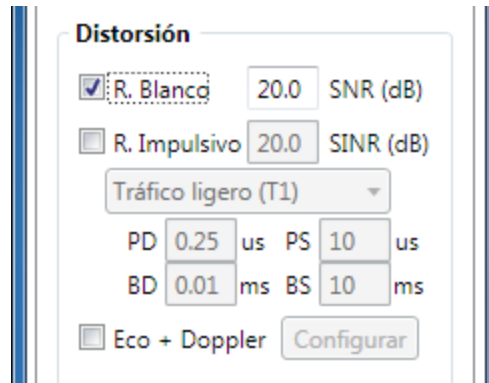 Distorsión
R. Blanco 20.0 SNR (dB)
R. Impulsivo 20.0 SINR (dB)
Tráfico ligero (T1)
PD 0.25 us PS 10 us
BD 0.01 ms BS 10 ms
Eco + Doppler Configurar